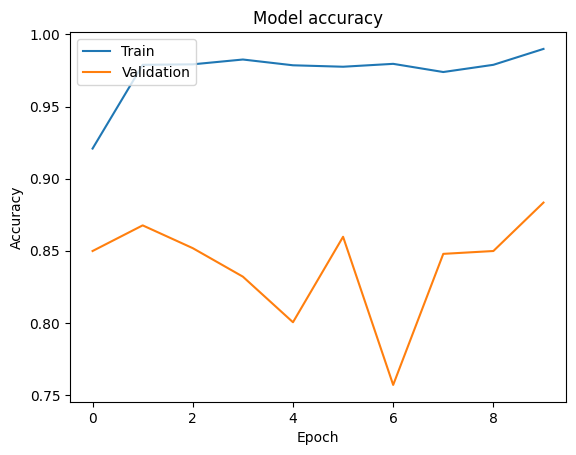 Model accuracy
Train
Validation
1.00
0.95
0.90
0.85
0.80
0.75
Accuracy
0 2 4 6 8
Epoch